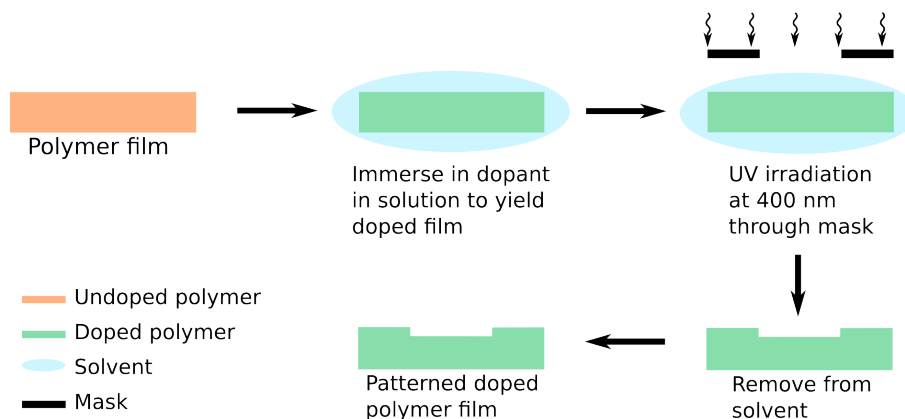 Polymer film
Immerse in dopant
in solution to yield
doped film
UV irradiation
at 400 nm
through mask
Undoped polymer
Doped polymer
Solvent
Mask
Patterned doped
polymer film
Remove from
solvent